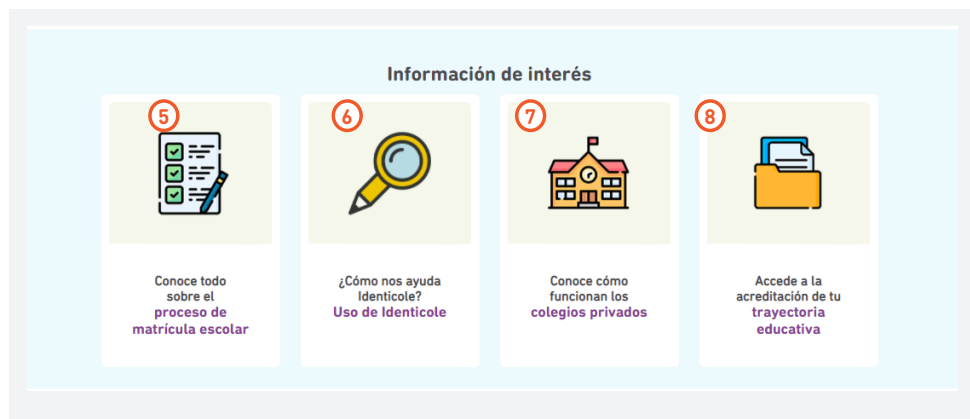 Información de interés
5
6
7
8
Conoce todo
sobre el
proceso de
matrícula escolar
¿Cómo nos ayuda
Identicole?
Uso de Identicole
Conoce cómo
funcionan los
colegios privados
Accede a la
acreditación de tu
trayectoria
educativa